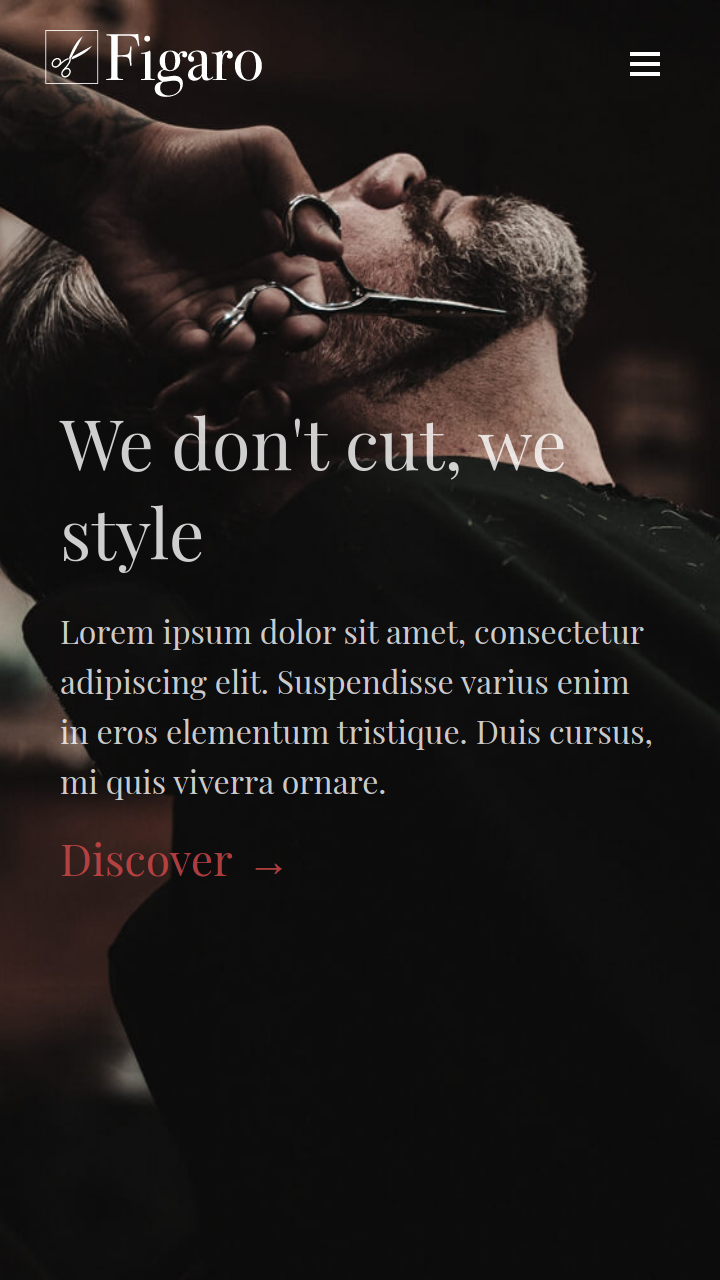 Figaro
We don't cut, we
style
Lorem ipsum dolor sit amet, consectetur
adipiscing elit. Suspendisse varius enim
in eros elementum tristique. Duis cursus,
mi quis viverra ornare.
Discover →